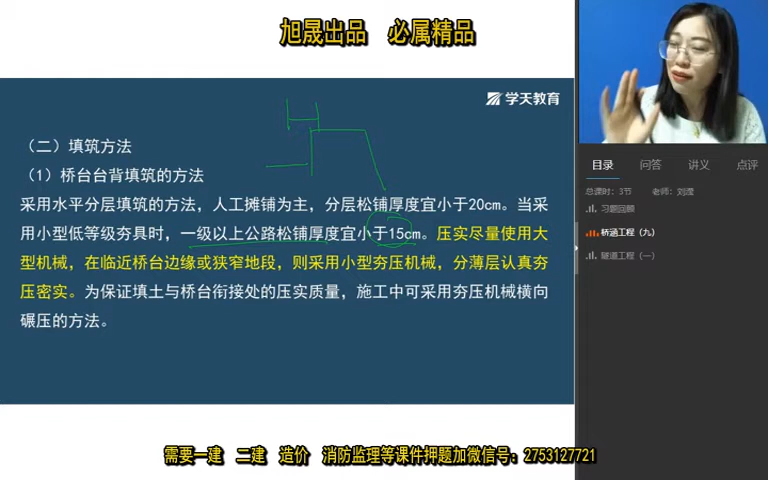 旭晟出品 必属精品
学天教育
（二）填筑方法
（1）桥台台背填筑的方法
采用水平分层填筑的方法，人工摊铺为主，分层松铺厚度宜小于20cm。当采
用小型低等级夯具时，一级以上公路松铺厚度宜小于15cm。压实尽量使用大
型机械，在临近桥台边缘或狭窄地段，则采用小型夯压机械，分薄层认真夯
压密实。为保证填土与桥台衔接处的压实质量，施工中可采用夯压机械横向
碾压的方法。
目录 问答 讲义 点评
总课时：3节 老师：刘滢
习题回顾
桥涵工程（九）
隧道工程（一）
需要一建 二建 造价 消防监理等课件押题加微信号：2753127721